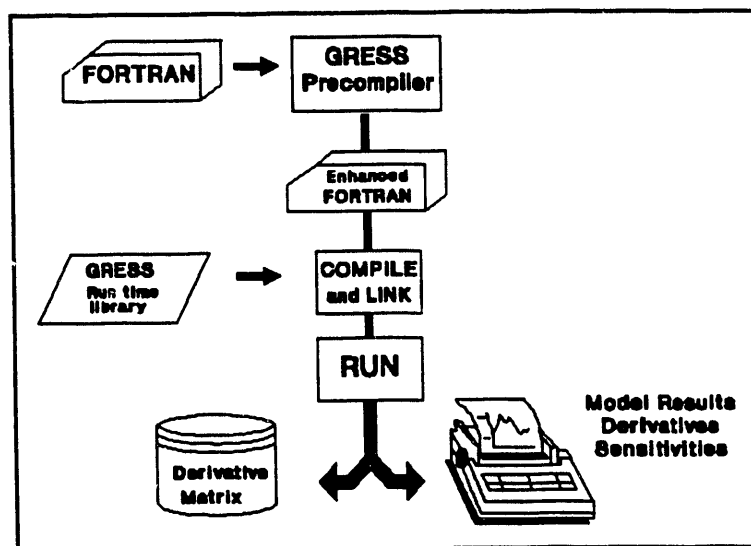 FORTRAN
GRESS
Precompiler
Enhanced
FORTRAN
GRESS
Run time
library
COMPILE
and LINK
RUN
Model Results
Derivatives
Sensitivities
Derivative
Matrix